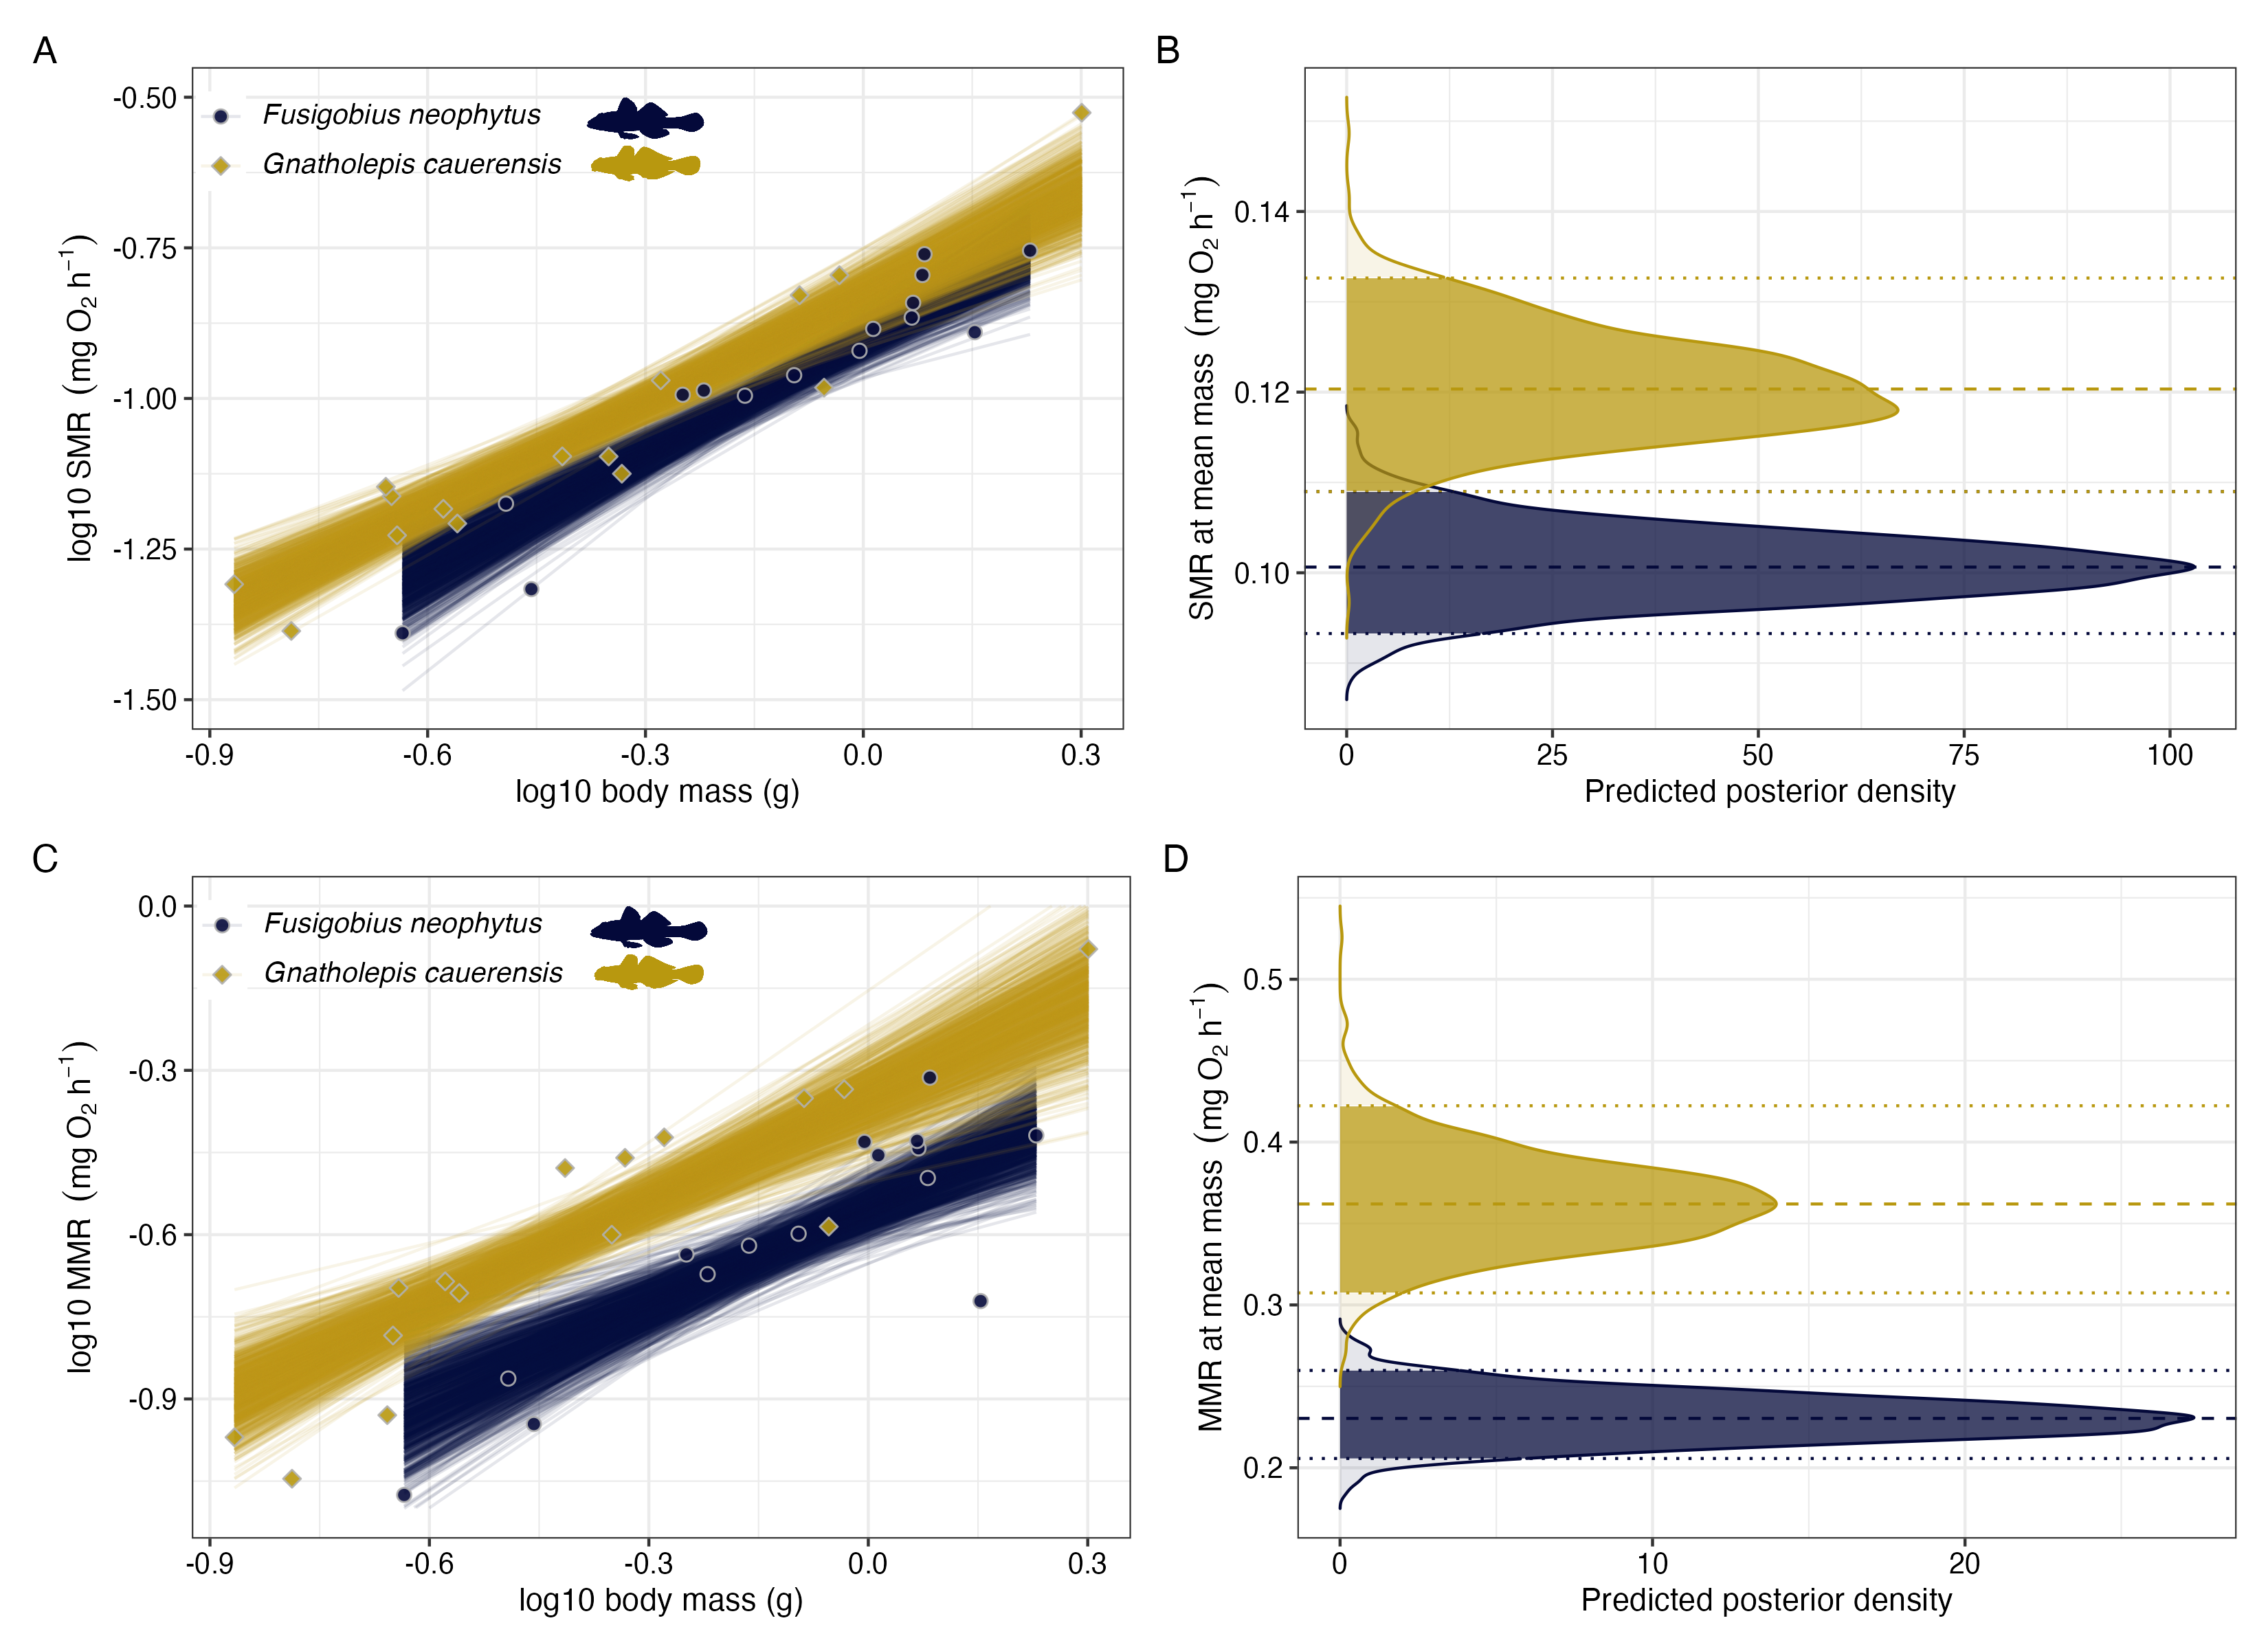 A
log10 SMR (mg O₂ h⁻¹)
-0.50
-0.75
-1.00
-1.25
-1.50
Fusigobius neophytus
Gnatholepis cauerensis
-0.9 -0.6 -0.3 0.0 0.3
log10 body mass (g)
B
SMR at mean mass (mg O₂ h⁻¹)
0.14
0.12
0.10
0 25 50 75 100
Predicted posterior density
C
log10 MMR (mg O₂ h⁻¹)
0.0
-0.3
-0.6
-0.9
Fusigobius neophytus
Gnatholepis cauerensis
-0.9 -0.6 -0.3 0.0 0.3
log10 body mass (g)
D
MMR at mean mass (mg O₂ h⁻¹)
0.5
0.4
0.3
0.2
0 10 20
Predicted posterior density